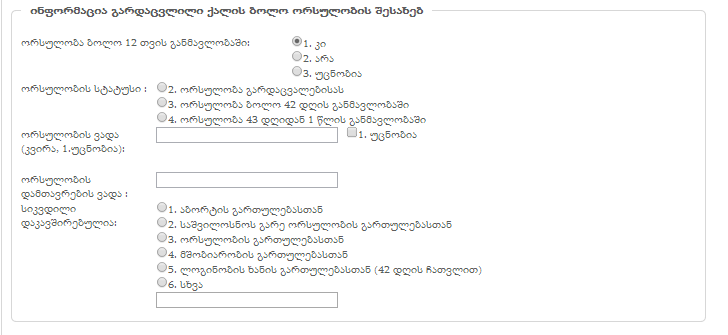 ინფორმაცია გარდაცვლილი ქალის ბოლო ორსულობის შესახებ
ორსულობა ბოლო 12 თვის განმავლობაში:
1. კი
2. არა
3. უცნობია
ორსულობის სტატუსი :
2. ორსულობა გარდაცვალებისას
3. ორსულობა ბოლო 42 დღის განმავლობაში
4. ორსულობა 43 დღიდან 1 წლის განმავლობაში
ორსულობის ვადა
(კვირა, 1.უცნობია):
1. უცნობია
ორსულობის
დამთავრების ვადა :
სიკვდილი
დაკავშირებულია:
1. აბორტის გართულებასთან
2. საშვილოსნოს გარე ორსულობის გართულებასთან
3. ორსულობის გართულებასთან
4. მშობიარობის გართულებასთან
5. ლოგინობის ხანის გართულებასთან (42 დღის ჩათვლით)
6. სხვა